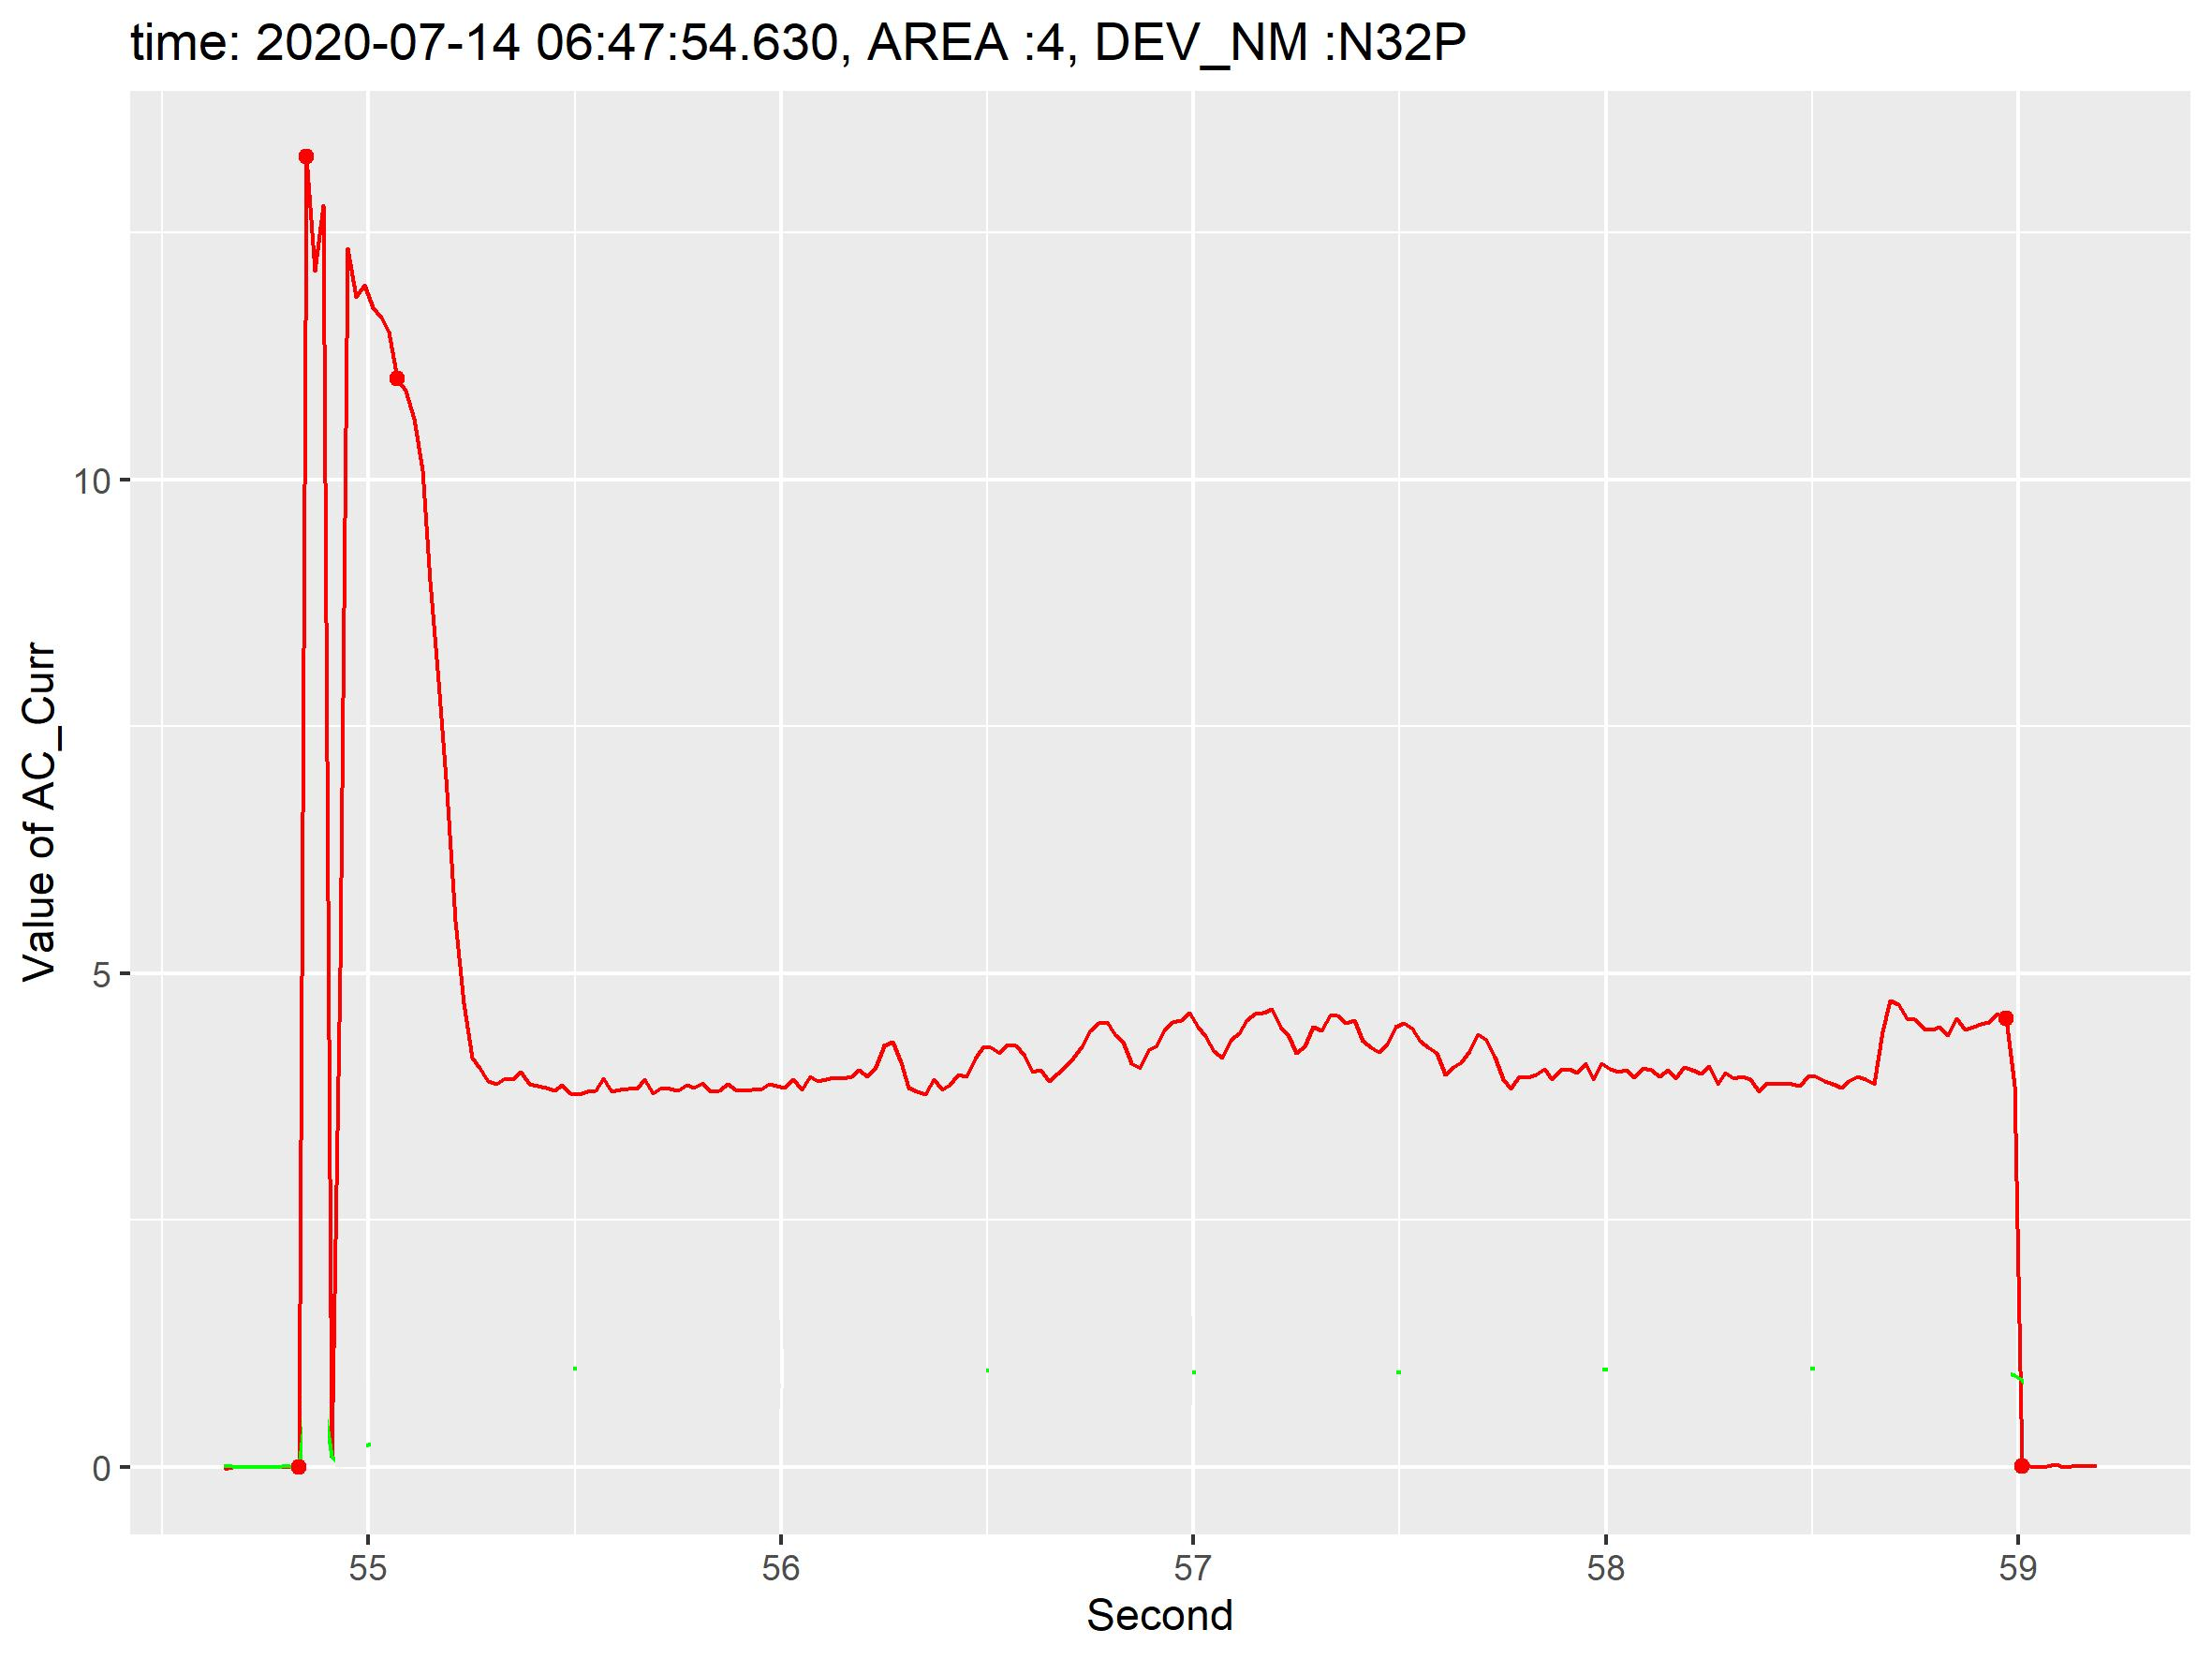 time: 2020-07-14 06:47:54.630, AREA :4, DEV_NM :N32P
Value of AC_Curr
10
5
0
55 56 57 58 59
Second